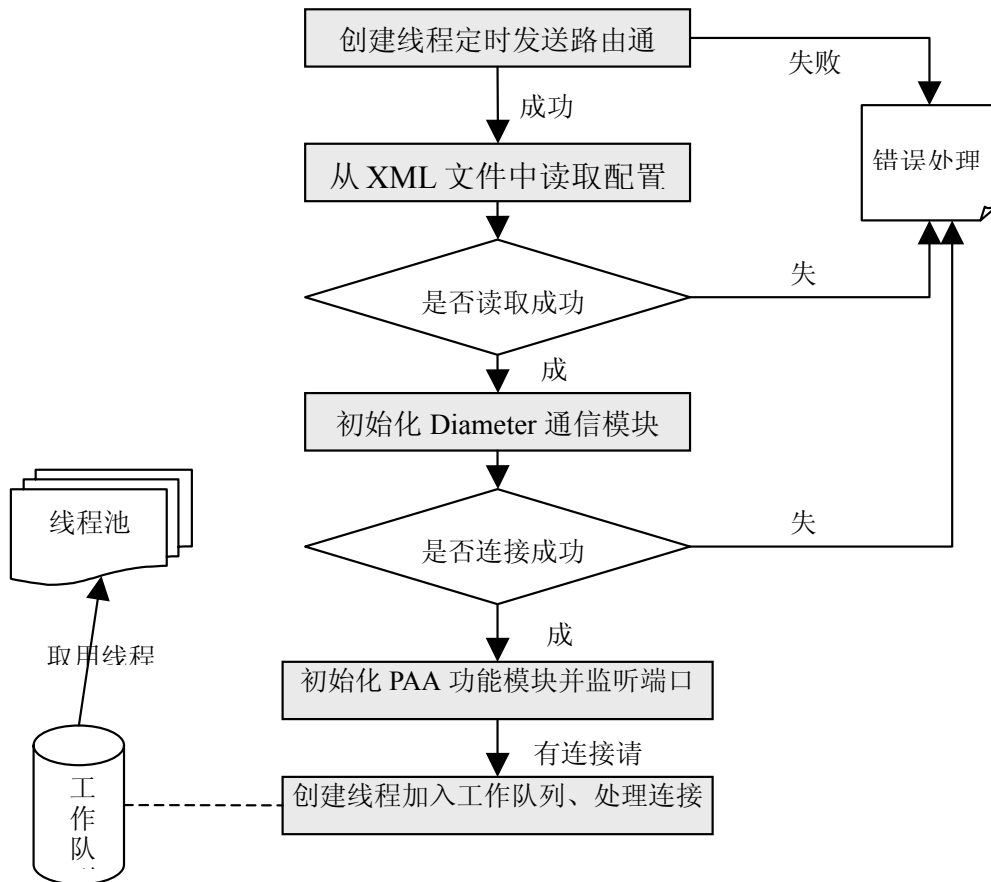 创建线程定时发送路由通
失败
成功
错误处理
从 XML 文件中读取配置
是否读取成功
失
成
初始化 Diameter 通信模块
线程池
是否连接成功
失
成
取用线程
初始化 PAA 功能模块并监听端口
有连接请
创建线程加入工作队列、处理连接
工
作
队